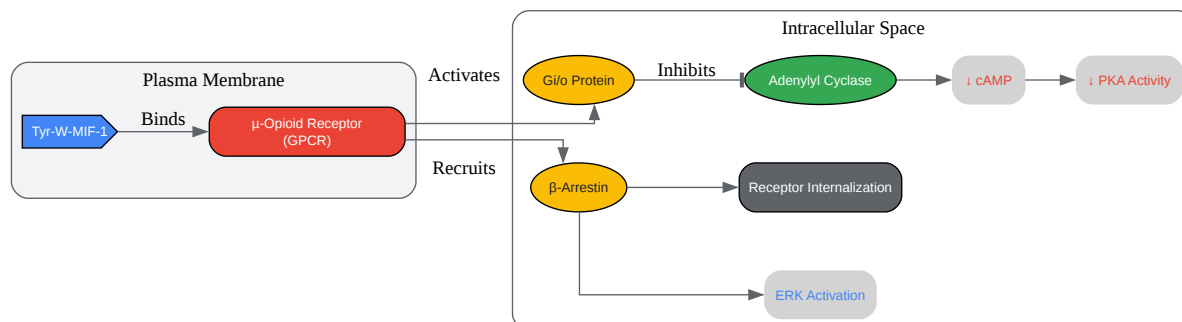 Intracellular Space
Plasma Membrane
Activates
Gi/o Protein
Inhibits
Adenylyl Cyclase
↓ cAMP
↓ PKA Activity
Tyr-W-MIF-1
Binds
µ-Opioid Receptor
(GPCR)
Recruits
β-Arrestin
Receptor Internalization
ERK Activation